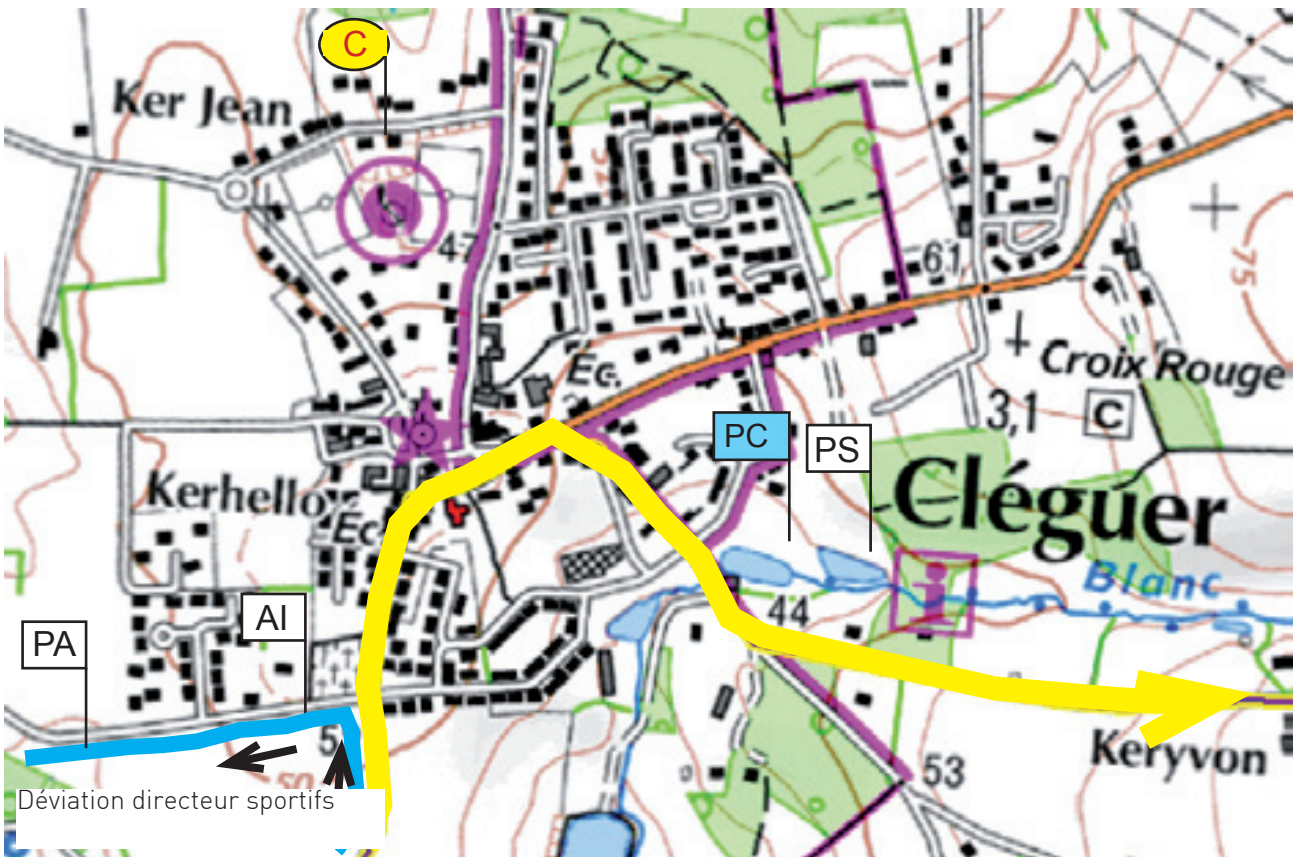 C
Ker Jean
52
47
61
75
Ec.
Croix Rouge
3,1
C
PC
PS
Cléguer
Kerhello
Ec.
Blanc
44
AI
PA
5
50
53
Keryvon
Déviation directeur sportifs